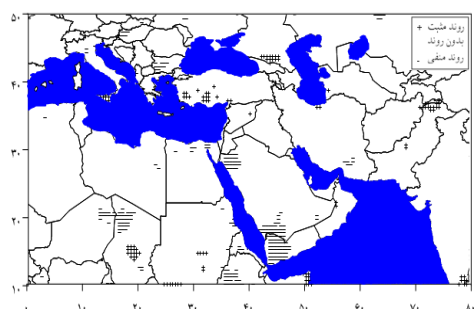 روند مثبت +
بدون روند
روند منفی -
۵۰
۴۰
۳۰
۲۰
۱۰
۰ ۱۰ ۲۰ ۳۰ ۴۰ ۵۰ ۶۰ ۷۰ ۸۰